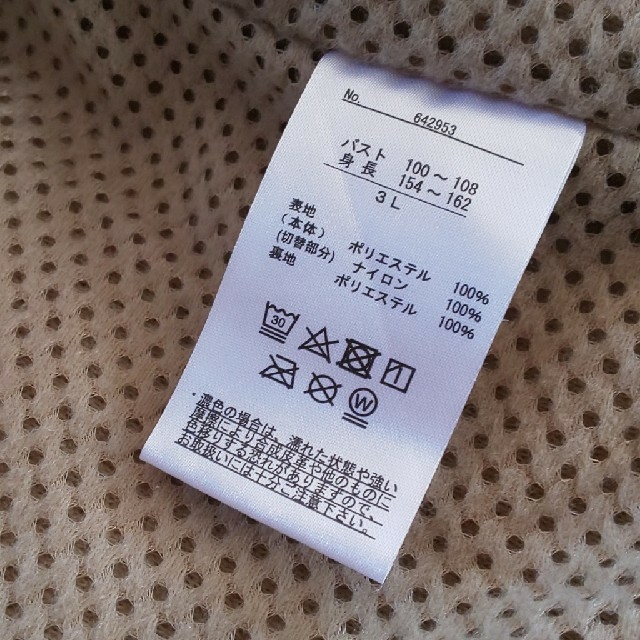 No. 642953
バスト 100～108
身長 154～162
3L
表地
(本体) ポリエステル 100%
(切替部分) ナイロン 100%
裏地 ポリエステル 100%
30
W
・濃色の場合は、濡れた状態や強い
摩擦により合成皮革や他のものに
色移りする恐れがありますので、
お取扱いには十分ご注意下さい。